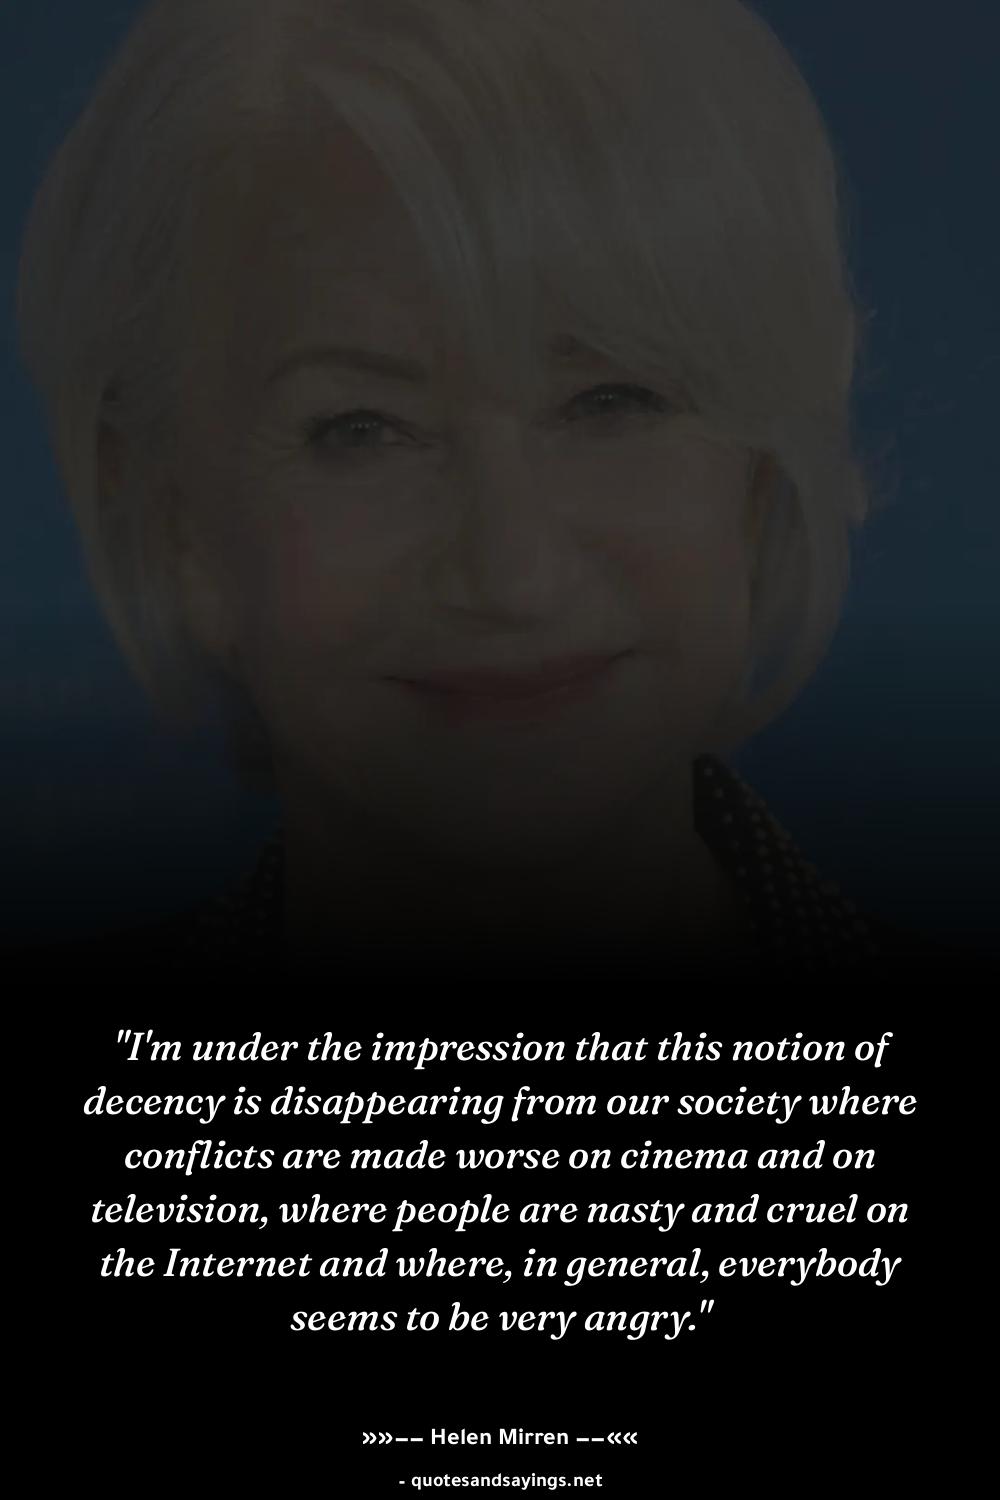 "I'm under the impression that this notion of
decency is disappearing from our society where
conflicts are made worse on cinema and on
television, where people are nasty and cruel on
the Internet and where, in general, everybody
seems to be very angry."
»»–– Helen Mirren ––««
- quotesandsayings.net